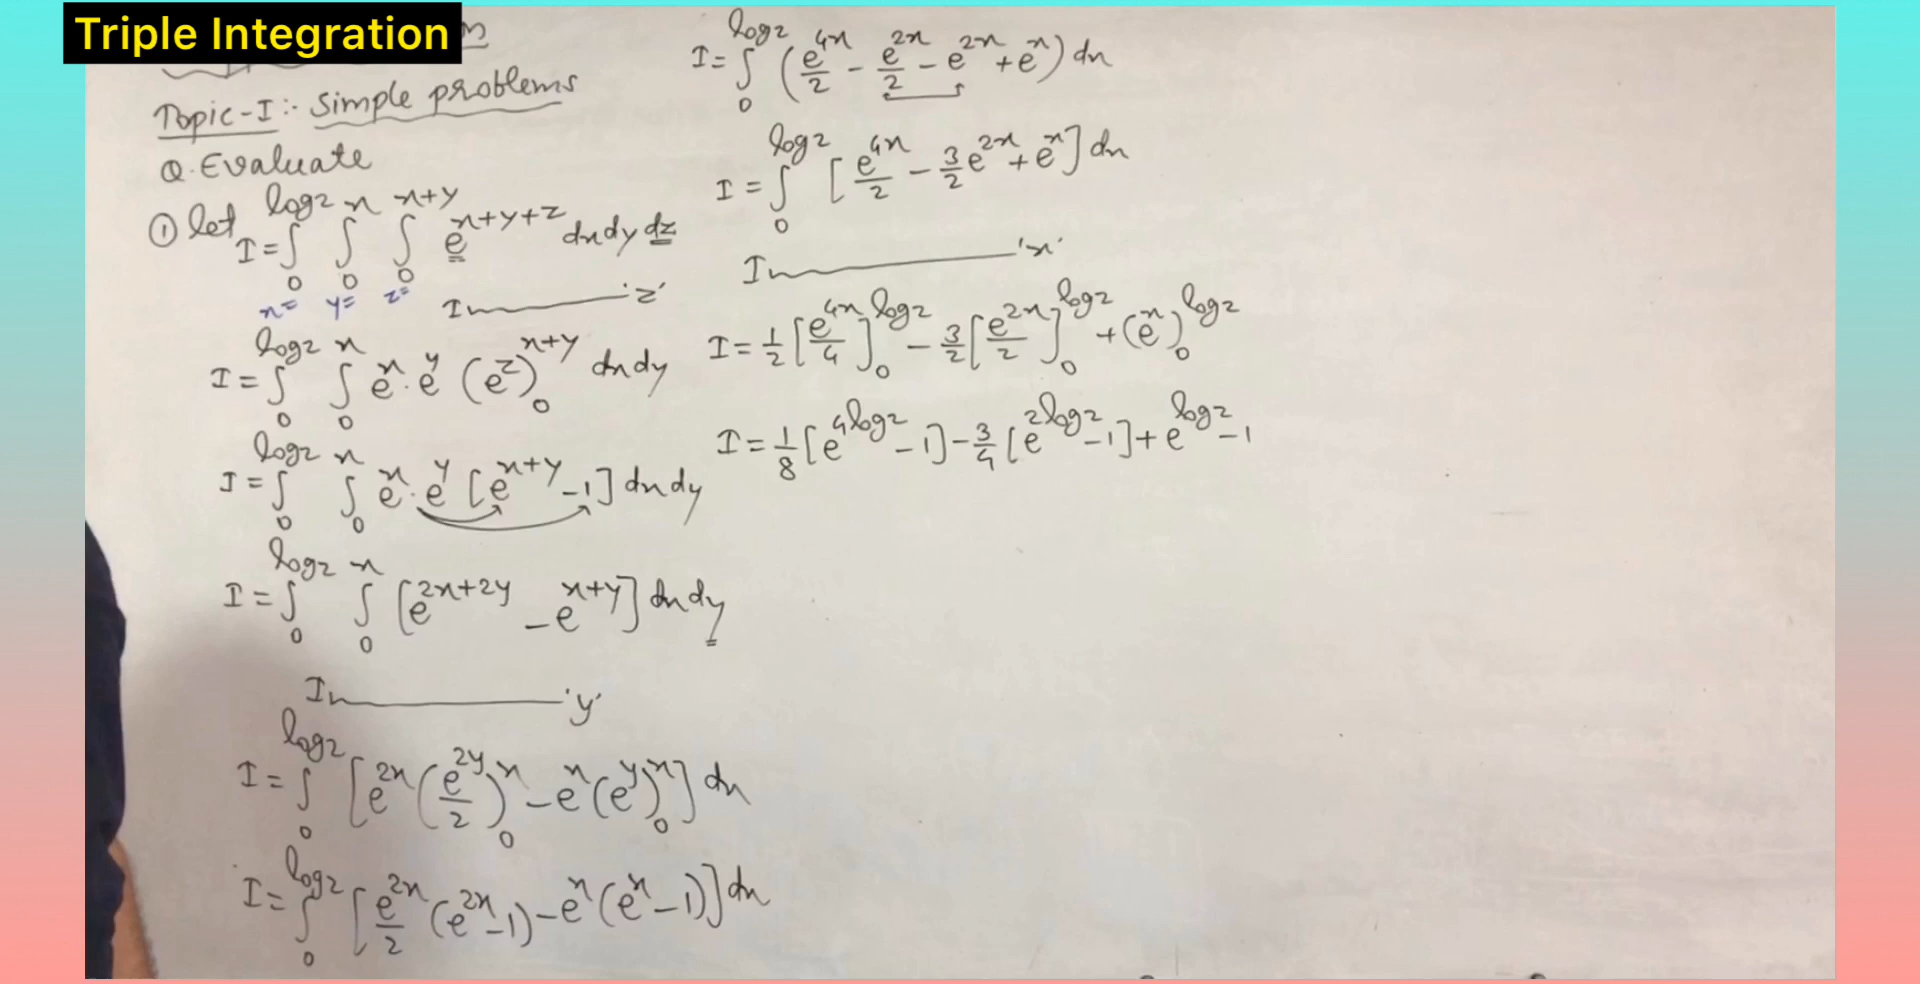 Triple Integration
Topic-I:- Simple problems
Q. Evaluate
① let I = ∫₀^{log2} ∫₀^{x} ∫₀^{x+y} e^{x+y+z} dx dy dz
x= y= z=
I n——— 'z'
I = ∫₀^{log2} ∫₀^{x} e^x · e^y (e^z)₀^{x+y} dx dy
I = ∫₀^{log2} ∫₀^{x} e^x · e^y [e^{x+y} - 1] dx dy
I = ∫₀^{log2} ∫₀^{x} [e^{2x+2y} - e^{x+y}] dx dy
I n——— 'y'
I = ∫₀^{log2} [e^{2x} (e^{2y}/2)₀^x - e^x (e^y)₀^x] dx
I = ∫₀^{log2} [e^{2x}/2 (e^{2x} - 1) - e^x (e^x - 1)] dx
I = ∫₀^{log2} (e^{4x}/2 - e^{2x}/2 - e^{2x} + e^x) dx
I = ∫₀^{log2} [e^{4x}/2 - 3/2 e^{2x} + e^x] dx
I n——— 'x'
I = 1/2 [e^{4x}/4]₀^{log2} - 3/2 [e^{2x}/2]₀^{log2} + (e^x)₀^{log2}
I = 1/8 [e^{4log2} - 1] - 3/4 [e^{2log2} - 1] + e^{log2} - 1